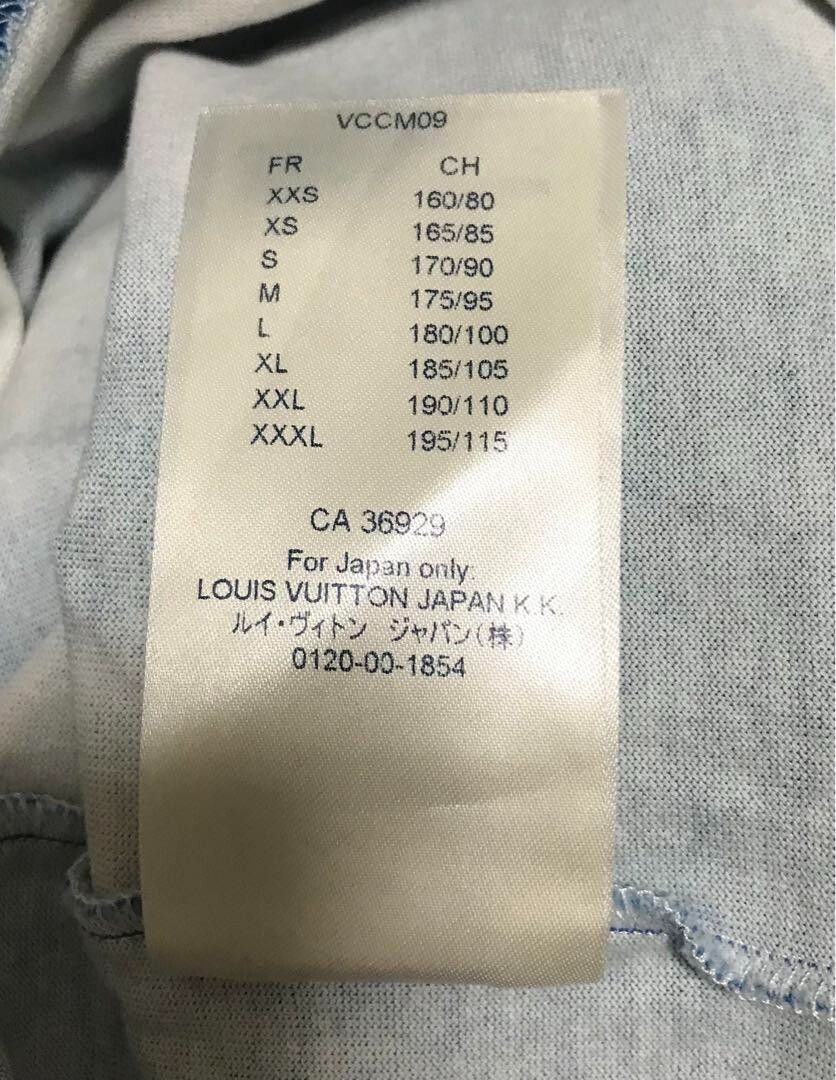 VCCM09
FR CH
XXS 160/80
XS 165/85
S 170/90
M 175/95
L 180/100
XL 185/105
XXL 190/110
XXXL 195/115
CA 36929
For Japan only
LOUIS VUITTON JAPAN K.K.
ルイ・ヴィトン ジャパン(株)
0120-00-1854